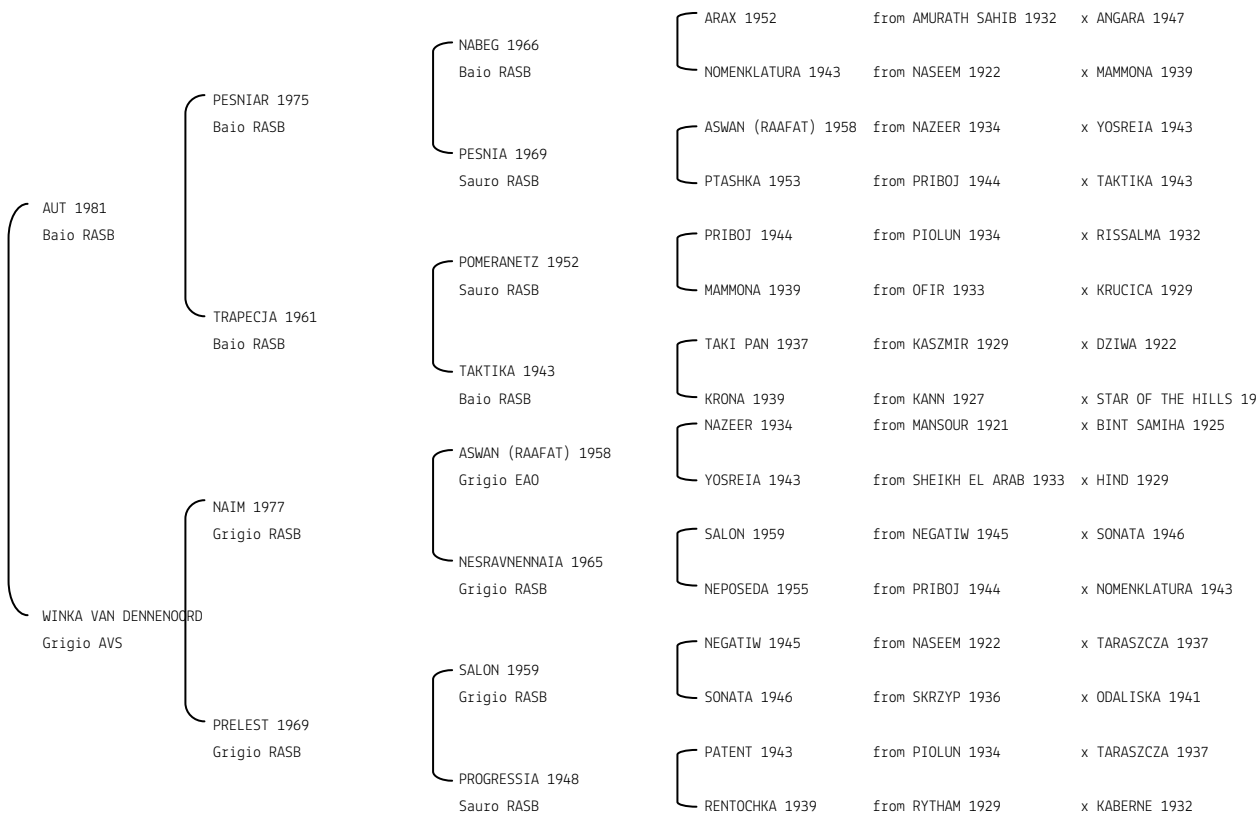 ARAX 1952 from AMURATH SAHIB 1932 x ANGARA 1947
NABEG 1966
Baio RASB
NOMENKLATURA 1943 from NASEEM 1922 x MAMMONA 1939
PESNIAR 1975
Baio RASB
ASWAN (RAAFAT) 1958 from NAZEER 1934 x YOSREIA 1943
PESNIA 1969
Sauro RASB
PTASHKA 1953 from PRIBOJ 1944 x TAKTIKA 1943
AUT 1981
Baio RASB
PRIBOJ 1944 from PIOLUN 1934 x RISSALMA 1932
POMERANETZ 1952
Sauro RASB
MAMMONA 1939 from OFIR 1933 x KRUCICA 1929
TRAPECJA 1961
Baio RASB
TAKI PAN 1937 from KASZMIR 1929 x DZIWA 1922
TAKTIKA 1943
Baio RASB
KRONA 1939 from KANN 1927 x STAR OF THE HILLS 19
NAZEER 1934 from MANSOUR 1921 x BINT SAMIHA 1925
ASWAN (RAAFAT) 1958
Grigio EAO
YOSREIA 1943 from SHEIKH EL ARAB 1933 x HIND 1929
NAIM 1977
Grigio RASB
SALON 1959 from NEGATIW 1945 x SONATA 1946
NESRAVNENNAIA 1965
Grigio RASB
NEPOSEDA 1955 from PRIBOJ 1944 x NOMENKLATURA 1943
WINKA VAN DENNENOORD
Grigio AVS
NEGATIW 1945 from NASEEM 1922 x TARASZCZA 1937
SALON 1959
Grigio RASB
SONATA 1946 from SKRZYP 1936 x ODALISKA 1941
PRELEST 1969
Grigio RASB
PATENT 1943 from PIOLUN 1934 x TARASZCZA 1937
PROGRESSIA 1948
Sauro RASB
RENTOCHKA 1939 from RYTHAM 1929 x KABERNE 1932